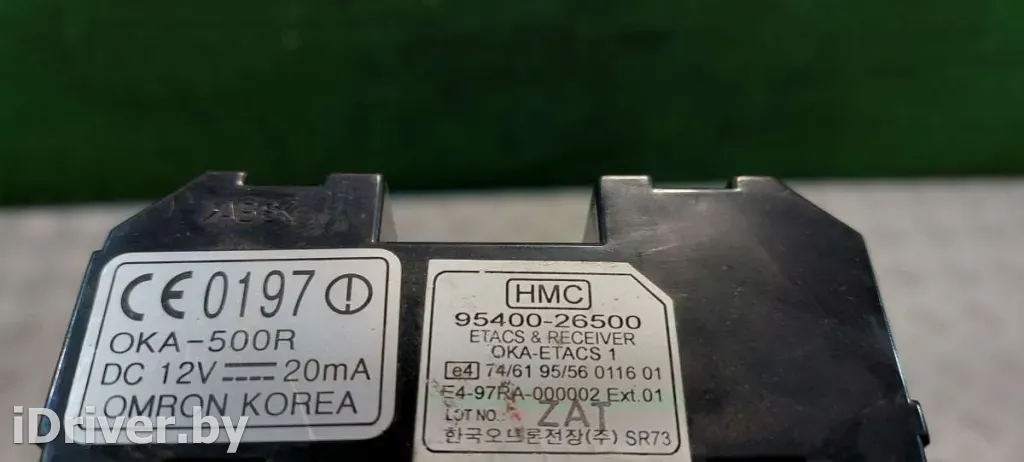 >ABS<
CE 0197
OKA-500R
DC 12V 20mA
OMRON KOREA
HMC
95400-26500
ETACS & RECEIVER
OKA-ETACS 1
e4 74/61 95/56 0116 01
E4-97RA-000002 Ext.01
LOT NO.: ZAT
한국오므론전장(주) SR73
iDriver.by